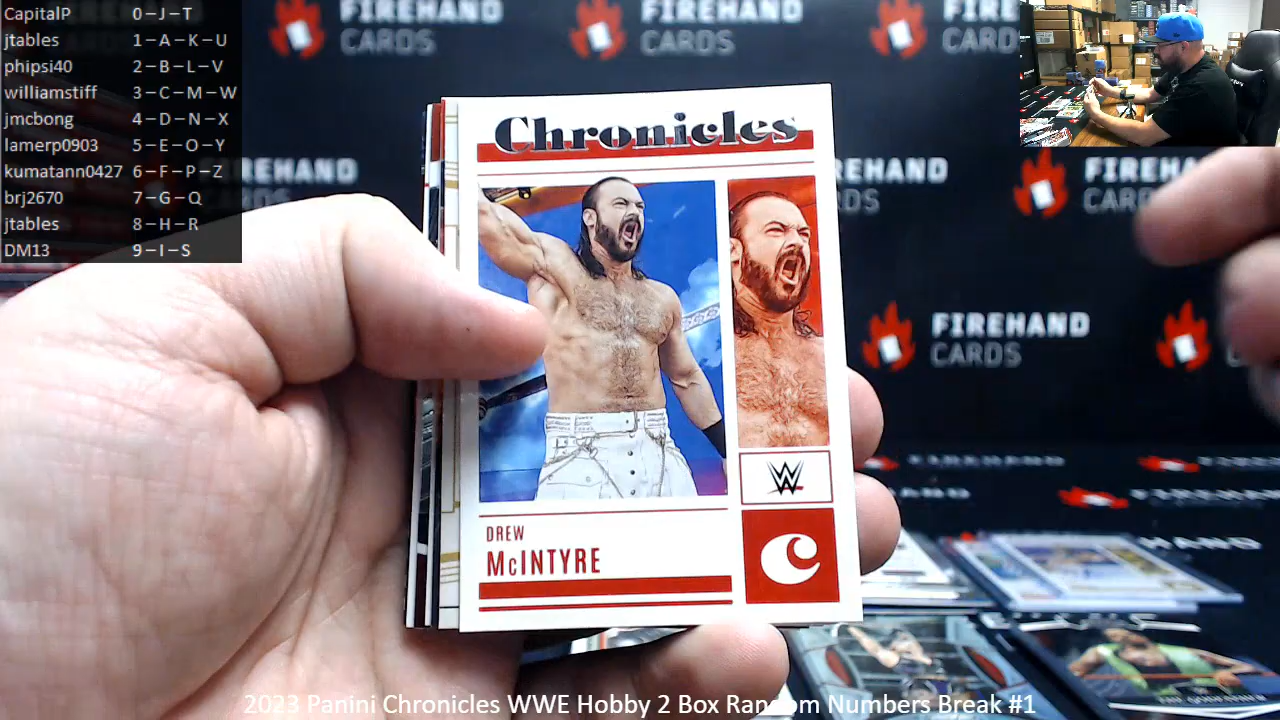 CapitalP 0-J-T
jtables 1-A-K-U
phipsi40 2-B-L-V
williamstiff 3-C-M-W
jmcbong 4-D-N-X
lamerp0903 5-E-O-Y
kumatann0427 6-F-P-Z
brj2670 7-G-Q
jtables 8-H-R
DM13 9-I-S
FIREHAND CARDS
FIREHAND CARDS
FIREHAND
CARDS
FIREHAND
CARDS
Chronicles
W
DREW
McINTYRE
C
2023 Panini Chronicles WWE Hobby 2 Box Random Numbers Break #1